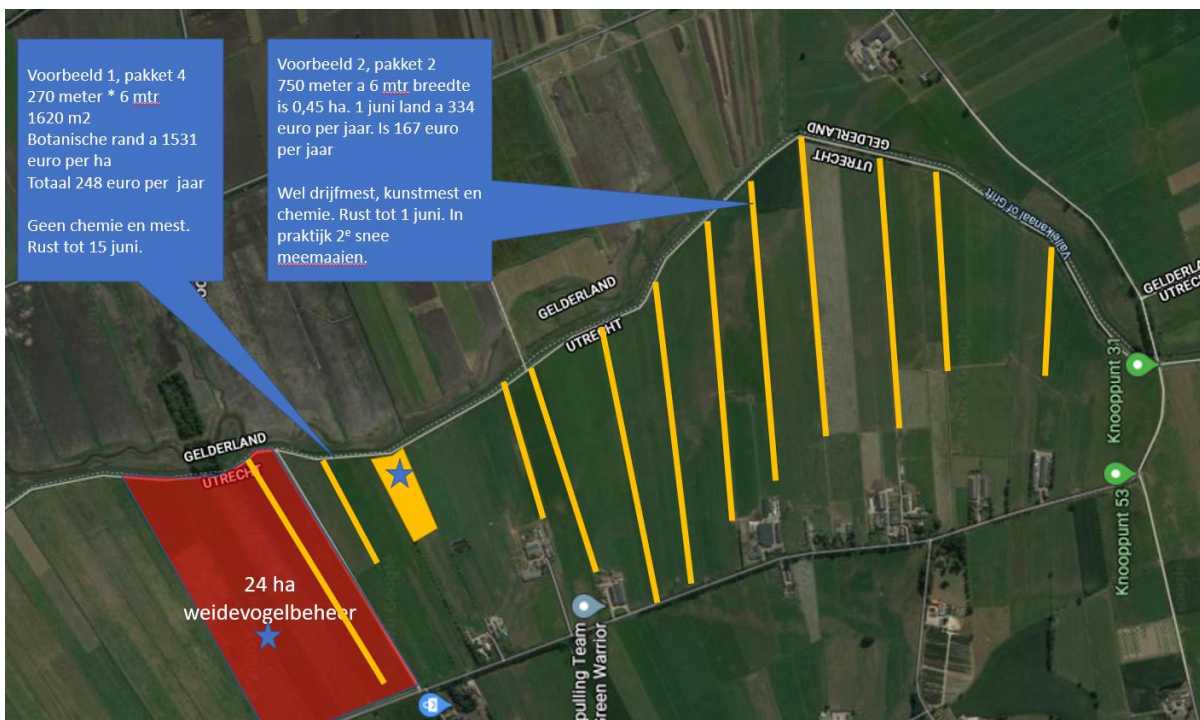 Voorbeeld 1, pakket 4
270 meter * 6 mtr
1620 m2
Botanische rand a 1531
euro per ha
Totaal 248 euro per  jaar
Geen chemie en mest.
Rust tot 15 juni.
Voorbeeld 2, pakket 2
750 meter a 6 mtr breedte
is 0,45 ha. 1 juni land a 334
euro per jaar. Is 167 euro
per jaar
Wel drijfmest, kunstmest en
chemie. Rust tot 1 juni. In
praktijk 2e snee
meemaaien.
GELDERLAND
UTRECHT
Valleikanaal of Grift
GELDERLA
UTREC
GELDERLAND
UTRECHT
Knooppunt 31
GELDERLAND
UTRECHT
Knooppunt 53
24 ha
weidevogelbeheer
pulling Team
Green Warrior